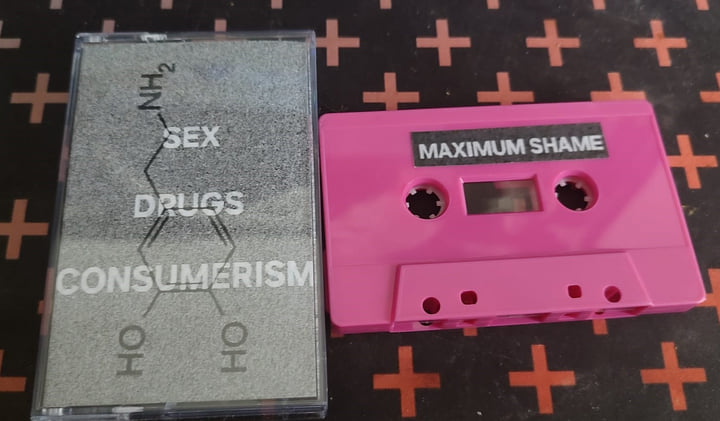 NH2
SEX
DRUGS
CONSUMERISM
HO
HO
MAXIMUM SHAME